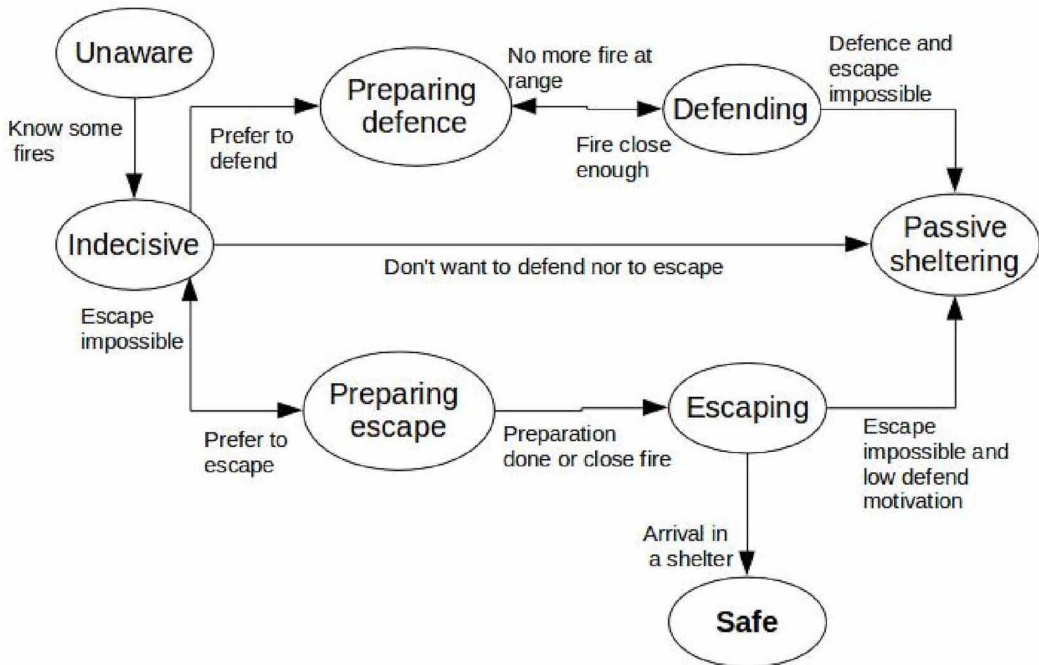 Unaware
Know some
fires
Indecisive
Prefer to
defend
Preparing
defence
No more fire at
range
Fire close
enough
Defending
Defence and
escape
impossible
Passive
sheltering
Don't want to defend nor to escape
Escape
impossible
Prefer to
escape
Preparing
escape
Preparation
done or close fire
Escaping
Escape
impossible and
low defend
motivation
Arrival in
a shelter
Safe